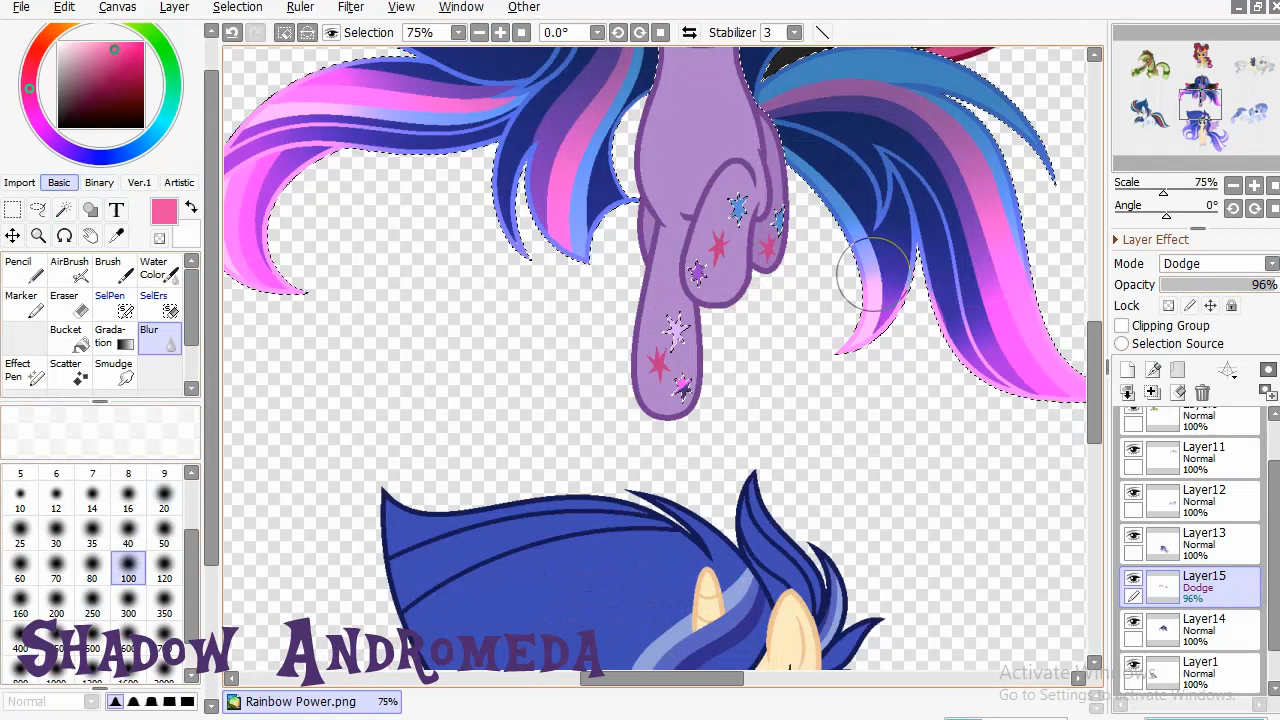 File Edit Canvas Layer Selection Ruler Filter View Window Other
Selection 75% 0.0° Stabilizer 3
Import Basic Binary Ver.1 Artistic
T
Pencil AirBrush Brush Water Color
Marker Eraser SelPen SelErs
Bucket Grada-tion Blur
Effect Pen Scatter Smudge
5 6 7 8 9
10 12 14 16 20
25 30 35 40 50
60 70 80 100 120
160 200 250 300 350
400 450 500
Normal
Shadow Andromeda
Rainbow Power.png 75%
Scale 75%
Angle 0°
Layer Effect
Mode Dodge
Opacity 96%
Lock
Clipping Group
Selection Source
Normal
100%
Layer11
Normal
100%
Layer12
Normal
100%
Layer13
Normal
100%
Layer15
Dodge
96%
Layer14
Normal
100%
Layer1
Normal
100%
Activate Windows
Go to Settings to activate Windows.